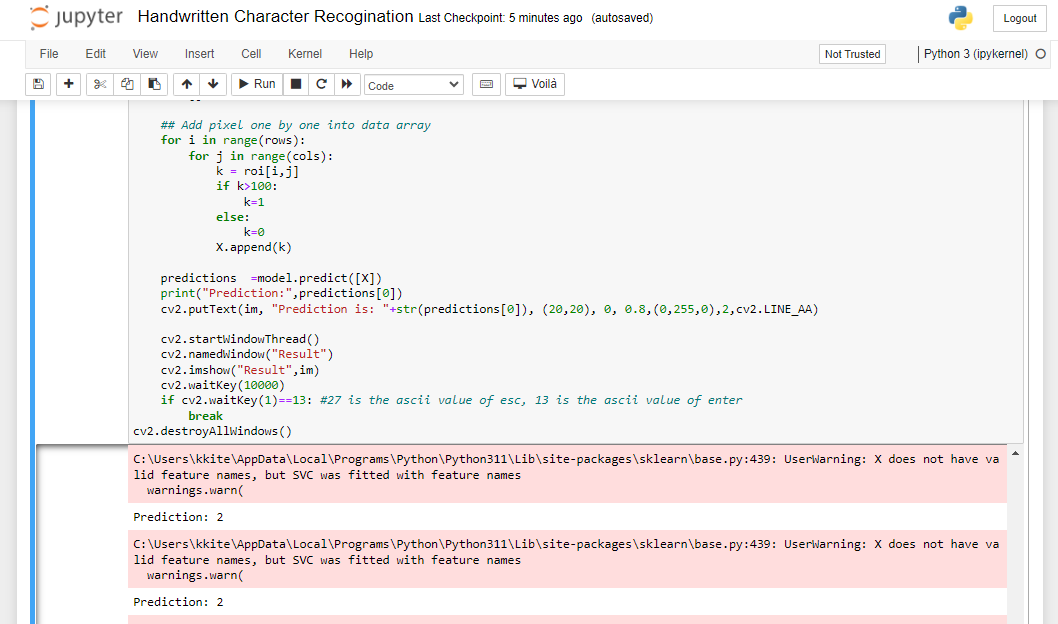 jupyter Handwritten Character Recogination Last Checkpoint: 5 minutes ago (autosaved)
Logout
File Edit View Insert Cell Kernel Help
Not Trusted
Python 3 (ipykernel)
Run
Code
Voilà
## Add pixel one by one into data array
for i in range(rows):
for j in range(cols):
k = roi[i,j]
if k>100:
k=1
else:
k=0
X.append(k)
predictions  =model.predict([X])
print("Prediction:",predictions[0])
cv2.putText(im, "Prediction is: "+str(predictions[0]), (20,20), 0, 0.8,(0,255,0),2,cv2.LINE_AA)
cv2.startWindowThread()
cv2.namedWindow("Result")
cv2.imshow("Result",im)
cv2.waitKey(10000)
if cv2.waitKey(1)==13: #27 is the ascii value of esc, 13 is the ascii value of enter
break
cv2.destroyAllWindows()
C:\Users\kkite\AppData\Local\Programs\Python\Python311\Lib\site-packages\sklearn\base.py:439: UserWarning: X does not have va
lid feature names, but SVC was fitted with feature names
warnings.warn(
Prediction: 2
C:\Users\kkite\AppData\Local\Programs\Python\Python311\Lib\site-packages\sklearn\base.py:439: UserWarning: X does not have va
lid feature names, but SVC was fitted with feature names
warnings.warn(
Prediction: 2